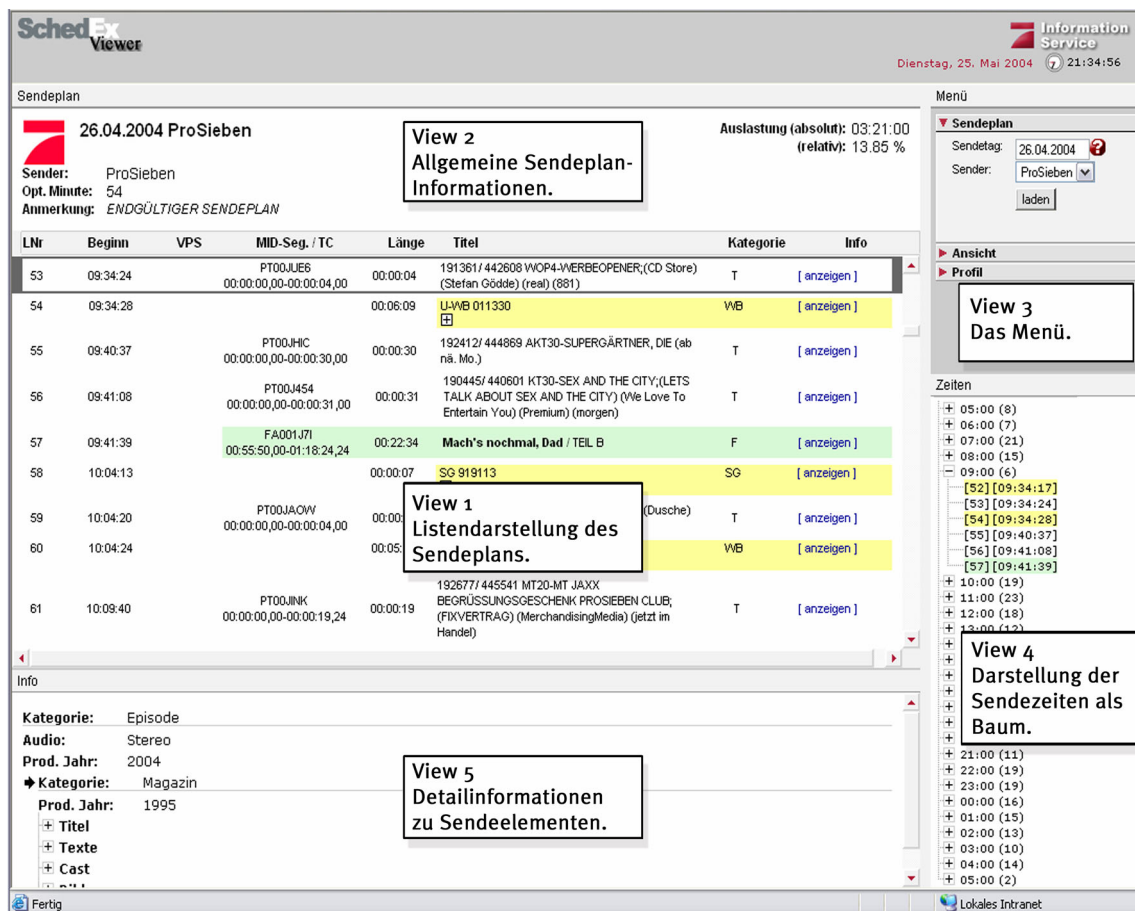 SchedEx
Viewer
Information
Service
Dienstag, 25. Mai 2004 21:34:56
Sendeplan
26.04.2004 ProSieben
Auslastung (absolut): 03:21:00
(relativ): 13.85 %
Sender: ProSieben
Opt. Minute: 54
Anmerkung: ENDGÜLTIGER SENDEPLAN
View 2
Allgemeine Sendeplan-
Informationen.
LNr Beginn VPS MID-Seg. / TC Länge Titel Kategorie Info
53 09:34:24 PT00JUE6 00:00:04 191361/ 442608 WOP4-WERBEOPENER;(CD Store) T [ anzeigen ]
00:00:00,00-00:00:04,00 (Stefan Gödde) (real) (881)
54 09:34:28 00:06:09 U-WB 011330 WB [ anzeigen ]
55 09:40:37 PT00JHIC 00:00:30 192412/ 444869 AKT30-SUPERGÄRTNER, DIE (ab T [ anzeigen ]
00:00:00,00-00:00:30,00 nä. Mo.)
56 09:41:08 PT00J454 00:00:31 190445/ 440601 KT30-SEX AND THE CITY;(LETS T [ anzeigen ]
00:00:00,00-00:00:31,00 TALK ABOUT SEX AND THE CITY) (We Love To
Entertain You) (Premium) (morgen)
57 09:41:39 FA001J7I 00:22:34 Mach's nochmal, Dad / TEIL B F [ anzeigen ]
00:55:50,00-01:18:24,24
58 10:04:13 00:00:07 SG 919113 SG [ anzeigen ]
59 10:04:20 PT00JAOW 00:00: (Dusche) T [ anzeigen ]
00:00:00,00-00:00:04,00
60 10:04:24 00:05: WB [ anzeigen ]
61 10:09:40 PT00JINK 00:00:19 192677/ 445541 MT20-MT JAXX T [ anzeigen ]
00:00:00,00-00:00:19,24 BEGRÜSSUNGSGESCHENK PROSIEBEN CLUB;
(FIXVERTRAG) (MerchandisingMedia) (jetzt im
Handel)
View 1
Listendarstellung des
Sendeplans.
Info
Kategorie: Episode
Audio: Stereo
Prod. Jahr: 2004
Kategorie: Magazin
Prod. Jahr: 1995
Titel
Texte
Cast
View 5
Detailinformationen
zu Sendeelementen.
Menü
Sendeplan
Sendetag: 26.04.2004
Sender: ProSieben
laden
Ansicht
Profil
View 3
Das Menü.
Zeiten
05:00 (8)
06:00 (7)
07:00 (21)
08:00 (15)
09:00 (6)
[52] [09:34:17]
[53] [09:34:24]
[54] [09:34:28]
[55] [09:40:37]
[56] [09:41:08]
[57] [09:41:39]
10:00 (19)
11:00 (23)
12:00 (18)
13:00 (12)
View 4
Darstellung der
Sendezeiten als
Baum.
21:00 (11)
22:00 (19)
23:00 (19)
00:00 (16)
01:00 (15)
02:00 (13)
03:00 (10)
04:00 (14)
05:00 (2)
Fertig
Lokales Intranet